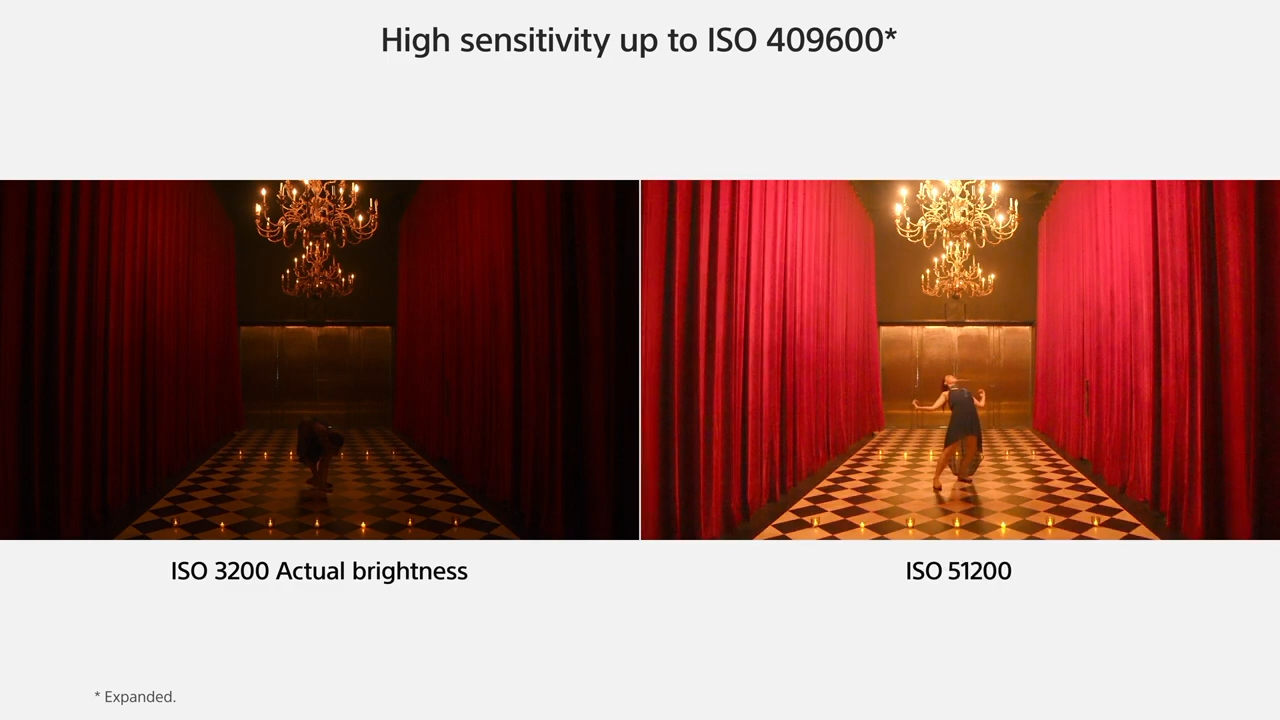 High sensitivity up to ISO 409600*
ISO 3200 Actual brightness
ISO 51200
* Expanded.